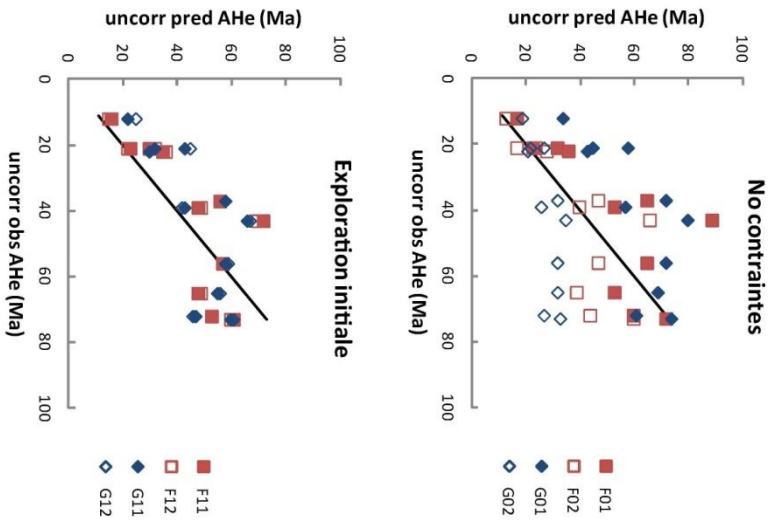 No contraintes
uncorr pred AHe (Ma)
100
80
60
40
20
0
0
20
40
60
80
100
uncorr obs AHe (Ma)
F01
F02
G01
G02
Exploration initiale
uncorr pred AHe (Ma)
100
80
60
40
20
0
0
20
40
60
80
100
uncorr obs AHe (Ma)
F11
F12
G11
G12